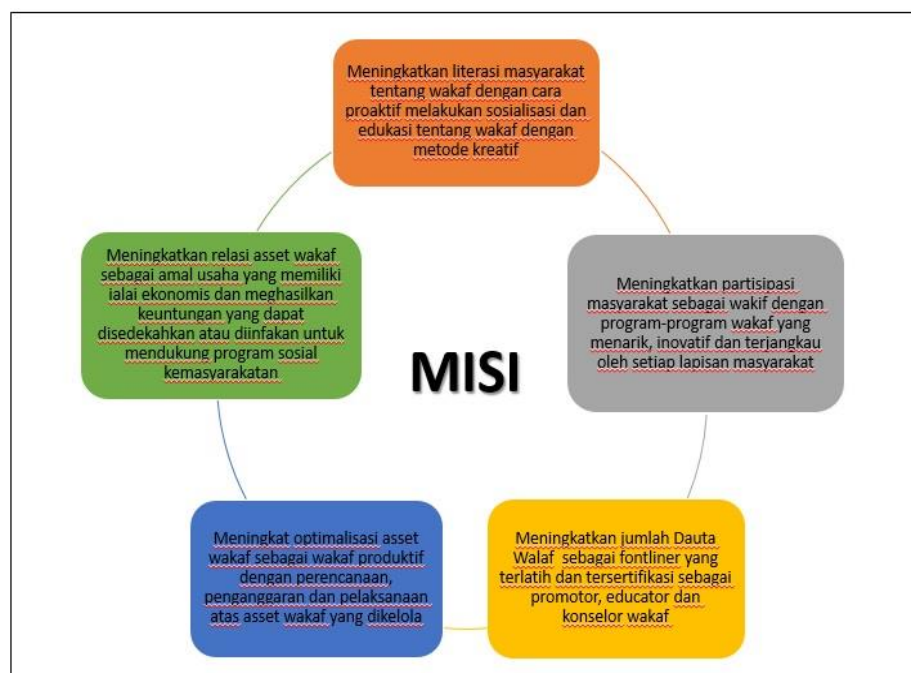 Meningkatkan literasi masyarakat
tentang wakaf dengan cara
proaktif melakukan sosialisasi dan
edukasi tentang wakaf dengan
metode kreatif
Meningkatkan partisipasi
masyarakat sebagai wakif dengan
program-program wakaf yang
menarik, inovatif dan terjangkau
oleh setiap lapisan masyarakat
Meningkatkan jumlah Dauta
Walaf sebagai fontliner yang
terlatih dan tersertifikasi sebagai
promotor, educator dan
konselor wakaf
Meningkat optimalisasi asset
wakaf sebagai wakaf produktif
dengan perencanaan,
penganggaran dan pelaksanaan
atas asset wakaf yang dikelola
Meningkatkan relasi asset wakaf
sebagai amal usaha yang memiliki
ialai ekonomis dan meghasilkan
keuntungan yang dapat
disedekahkan atau diinfakan untuk
mendukung program sosial
kemasyarakatan
MISI